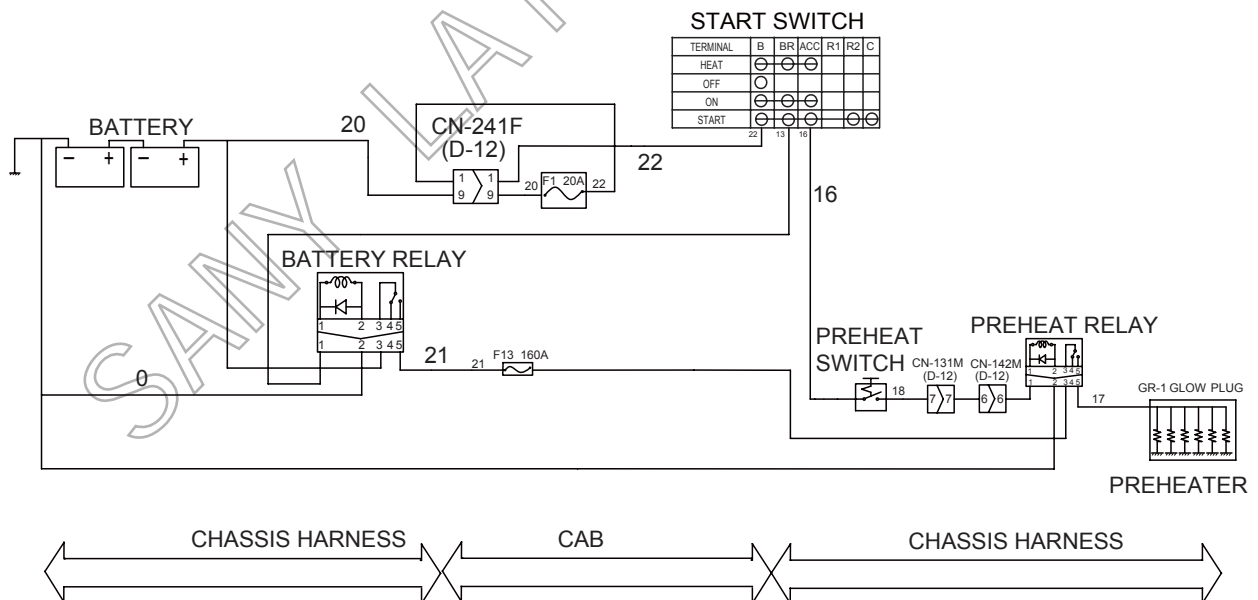 START SWITCH
TERMINAL B BR ACC R1 R2 C
HEAT
OFF
ON
START
22 13 16
BATTERY
- + - +
20
CN-241F
(D-12)
1 1
9 9
20 F1 20A 22
22
16
BATTERY RELAY
1 2 3 4 5
1 2 3 4 5
21
21 F13 160A
0
PREHEAT
SWITCH
18
CN-131M
(D-12)
7 7
CN-142M
(D-12)
6 6
PREHEAT RELAY
1 2 3 4 5
1 2 3 4 5
17
GR-1 GLOW PLUG
PREHEATER
CHASSIS HARNESS
CAB
CHASSIS HARNESS
SANY LA